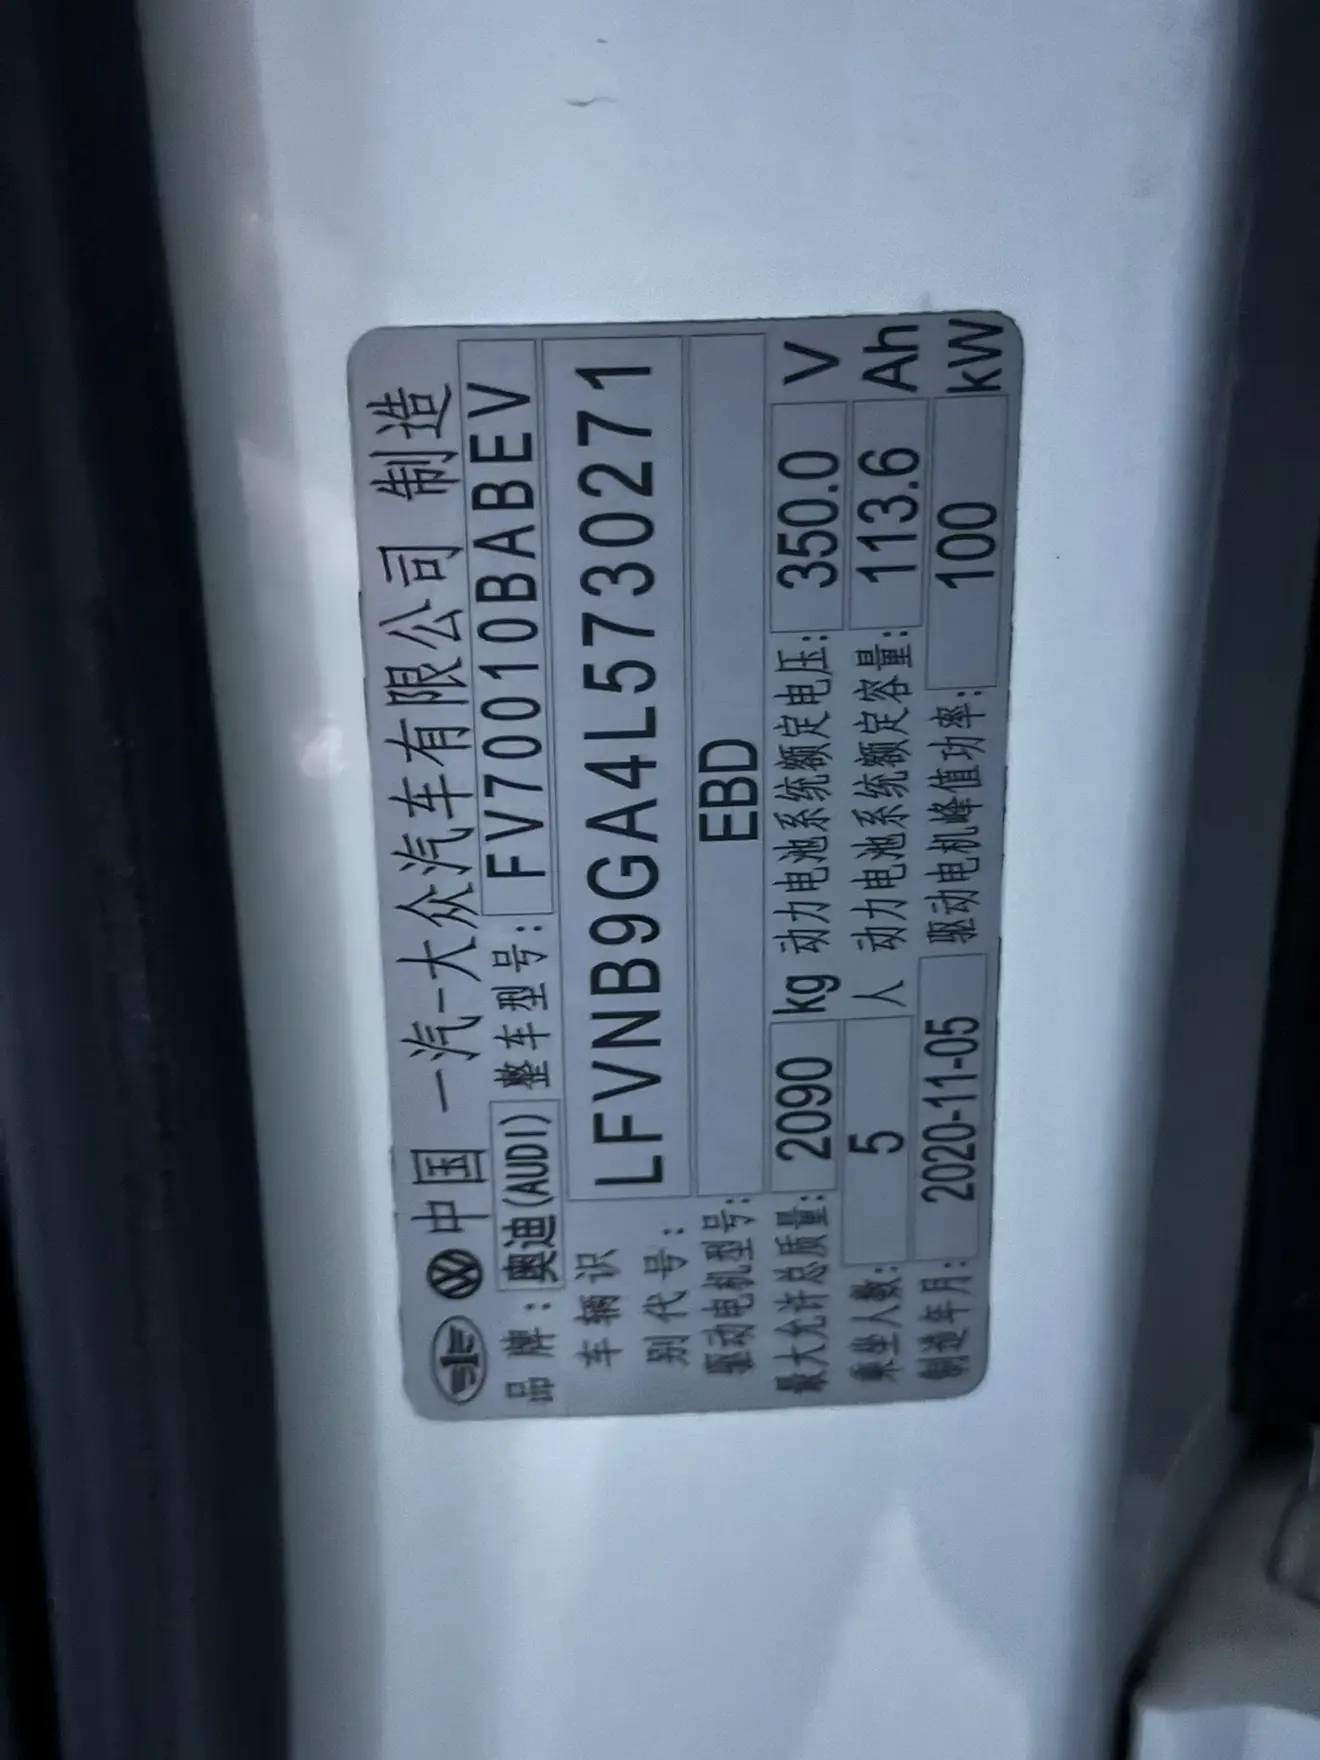 中国 一汽-大众汽车有限公司 制造
品 牌: 奥迪(AUDI) 整车型号: FV70010BABEV
车 辆 识
别 代 号: LFVNB9GA4L5730271
驱动电机型号: EBD
最大允许总质量: 2090 kg 动力电池系统额定电压: 350.0 V
乘坐人数: 5 人 动力电池系统额定容量: 113.6 Ah
制造年月: 2020-11-05 驱动电机峰值功率: 100 kW